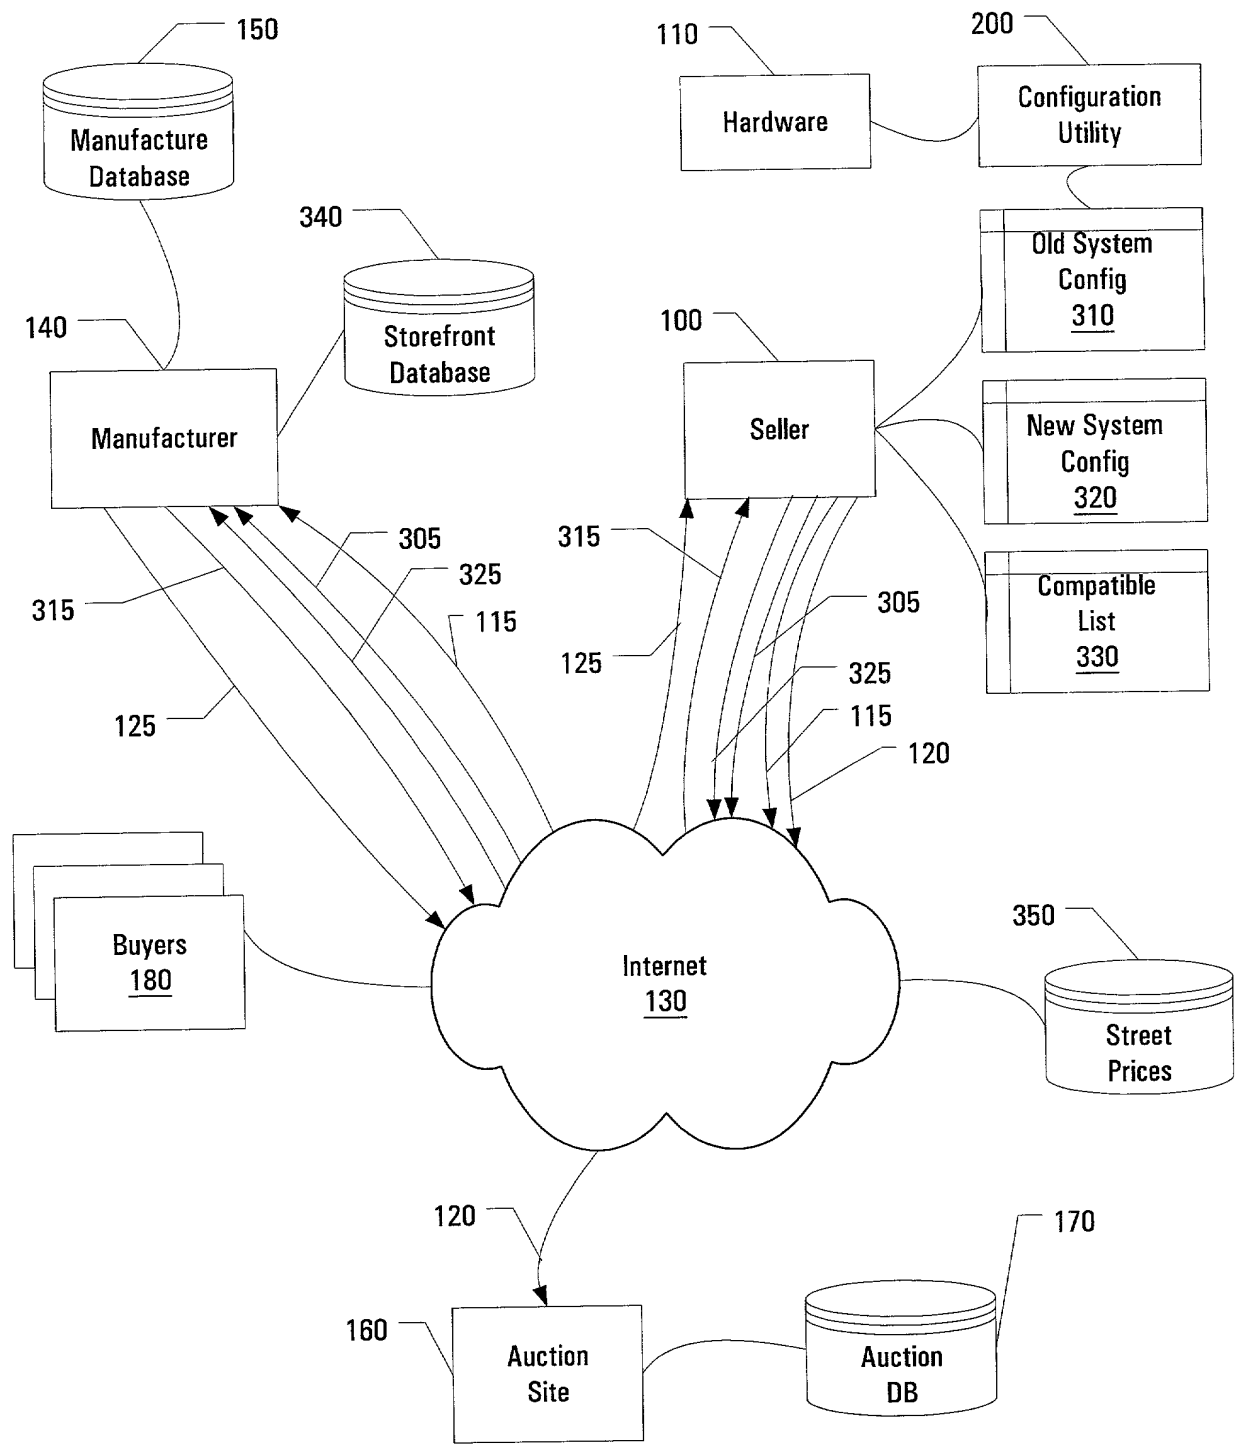 150
Manufacture
Database
110
Hardware
200
Configuration
Utility
340
Storefront
Database
Old System
Config
310
140
Manufacturer
100
Seller
New System
Config
320
Compatible
List
330
305
325
315
115
125
315
125
305
325
115
120
Buyers
180
Internet
130
350
Street
Prices
120
170
160
Auction
Site
Auction
DB